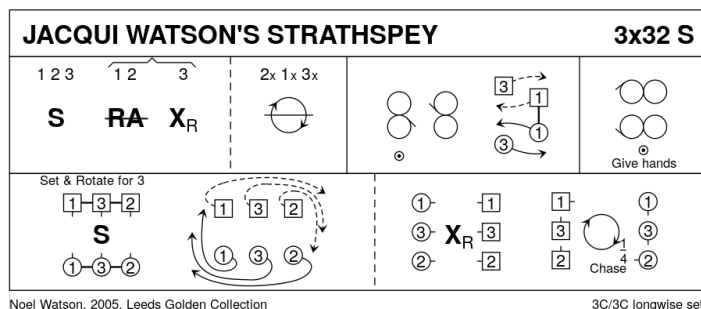 JACQUI WATSON'S STRATHSPEY 3x32 S
1 2 3 1 2 3 2x 1x 3x
S RA XR
3
1
1
3
Give hands
Set & Rotate for 3
1 3 2
S
1 3 2
1 3 2
1 3 2
1 1
3 XR 3
2 2
1 1
3 3
2 2
1/4
Chase
Noel Watson, 2005, Leeds Golden Collection 3C/3C longwise set